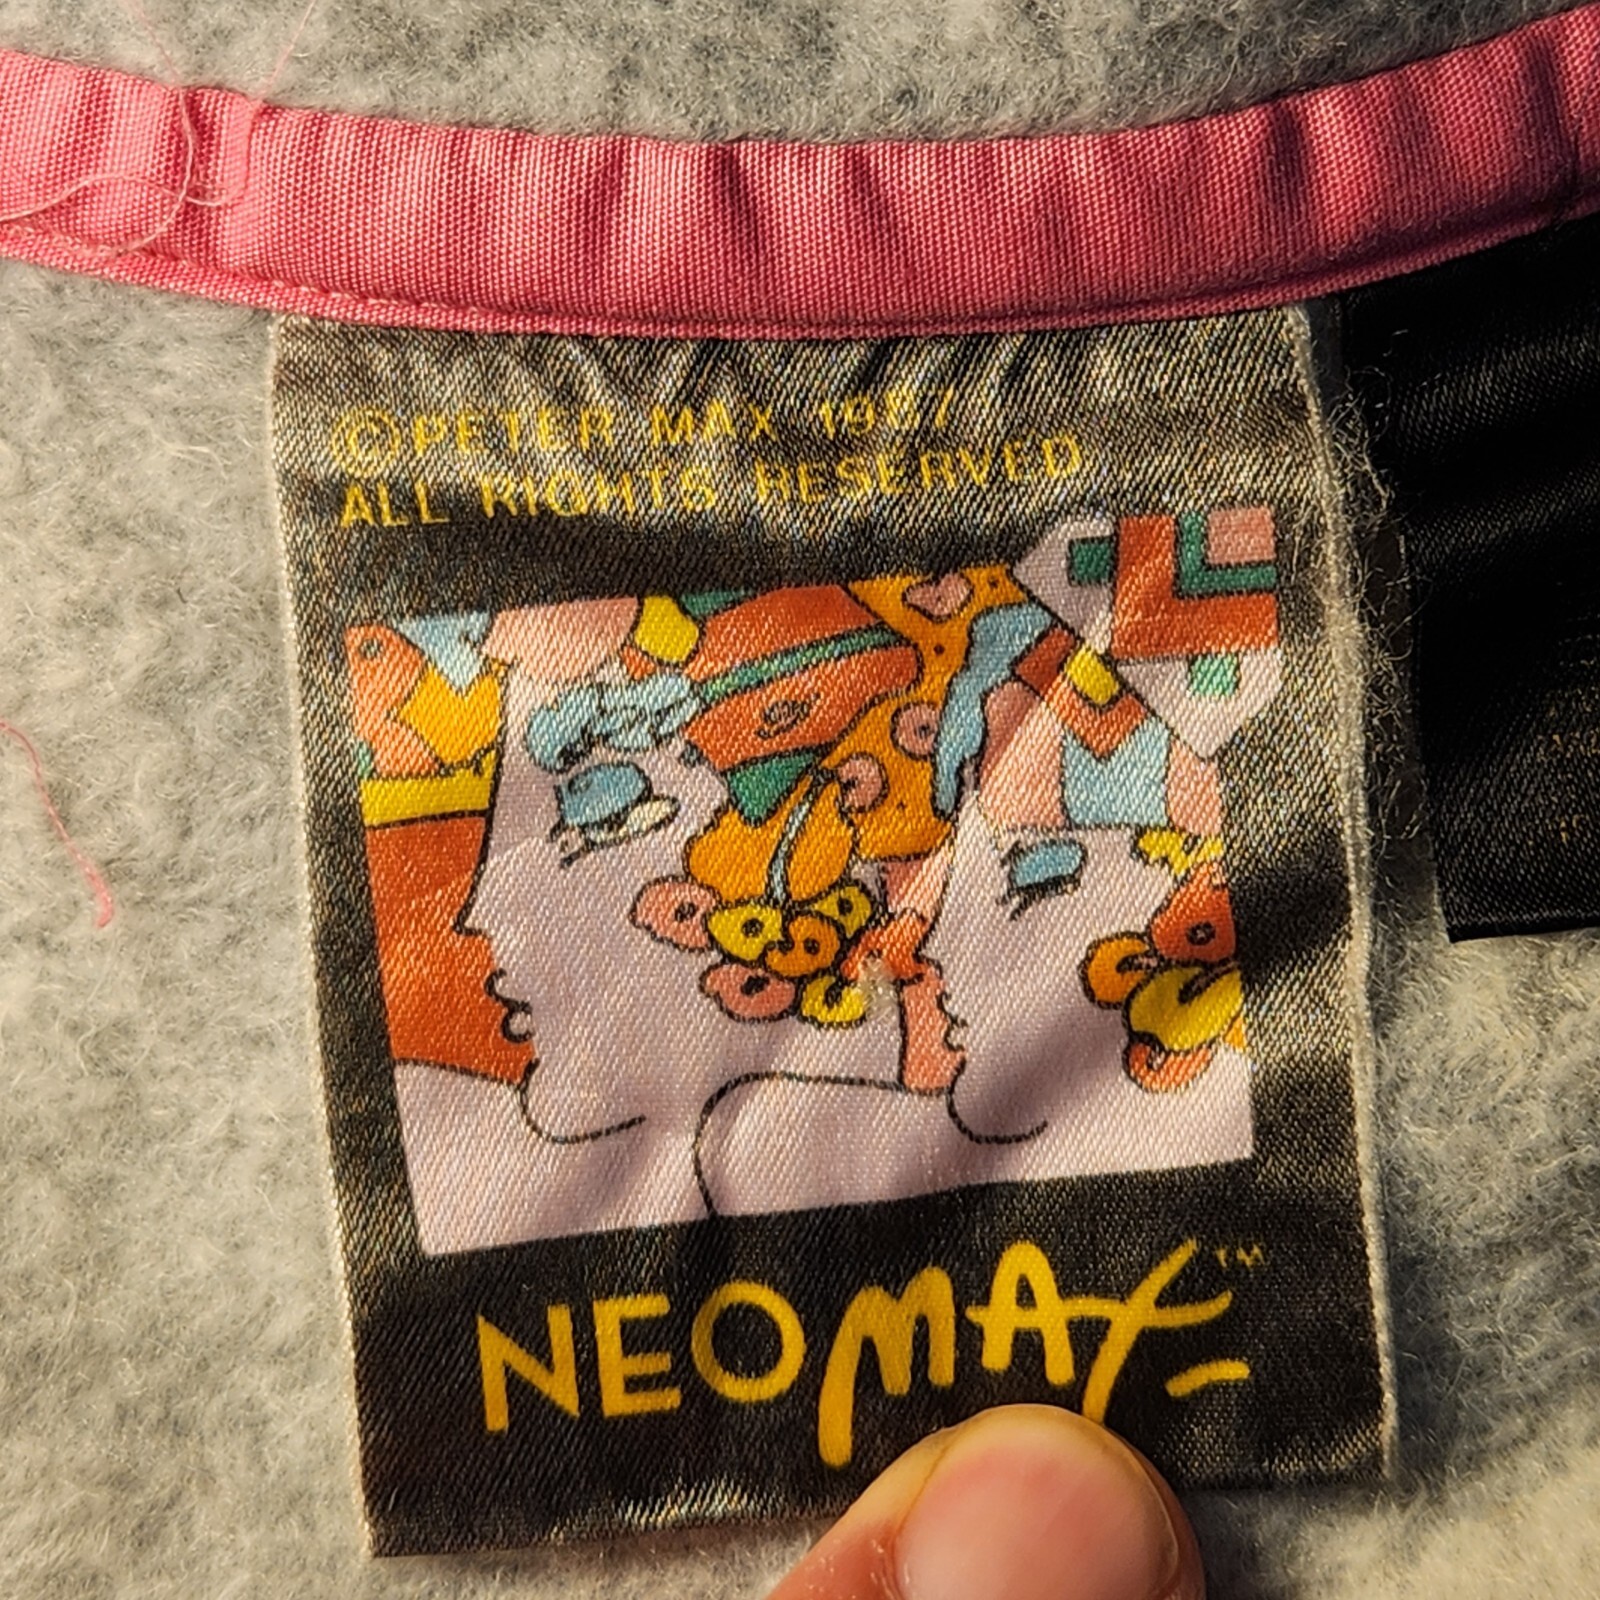 ©PETER MAX 1987
ALL RIGHTS RESERVED
NEOMAX™